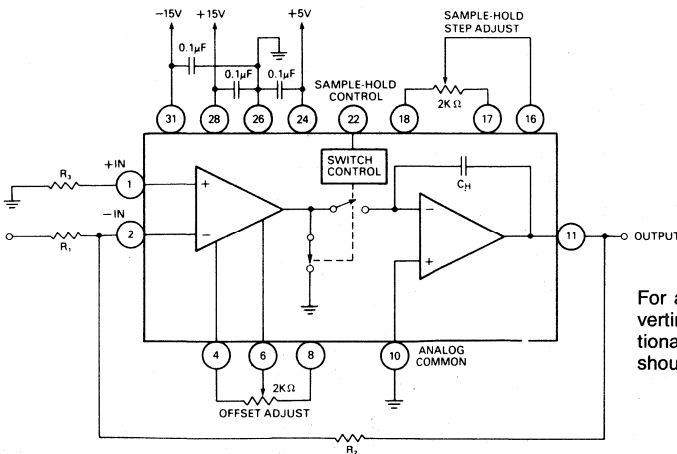 −15V +15V +5V
0.1µF
0.1µF 0.1µF
SAMPLE-HOLD
CONTROL
SAMPLE-HOLD
STEP ADJUST
2KΩ
31 28 26 24 22 18 17 16
SWITCH
CONTROL
CH
R3 +IN 1 +
−IN
R1 2 −
−
+
11 OUTPUT
4 6 8 10 ANALOG
COMMON
2KΩ
OFFSET ADJUST
R2
For a
vertin
tiona
shou